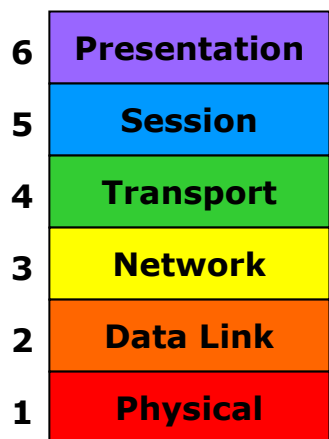 6 Presentation
5 Session
4 Transport
3 Network
2 Data Link
1 Physical